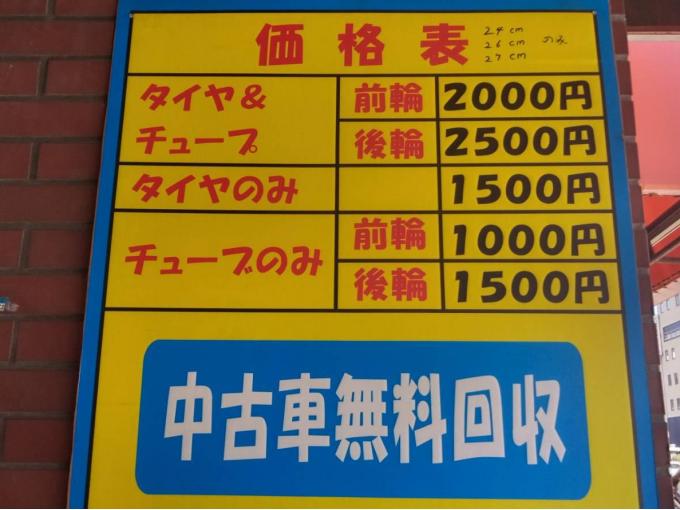 価格表 24cm
26cm のみ
27cm
タイヤ& 前輪 2000円
チューブ 後輪 2500円
タイヤのみ 1500円
チューブのみ 前輪 1000円
後輪 1500円
中古車無料回収